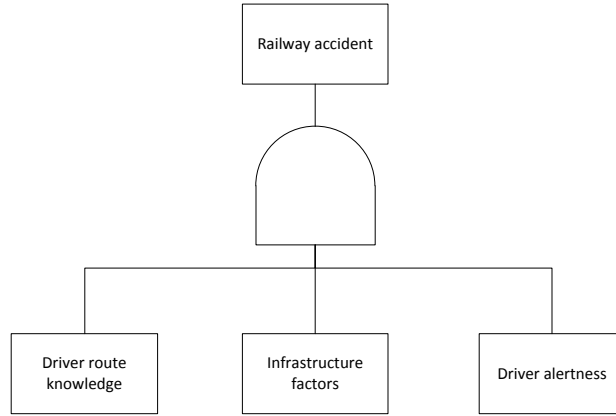 Railway accident
Driver route
knowledge
Infrastructure
factors
Driver alertness